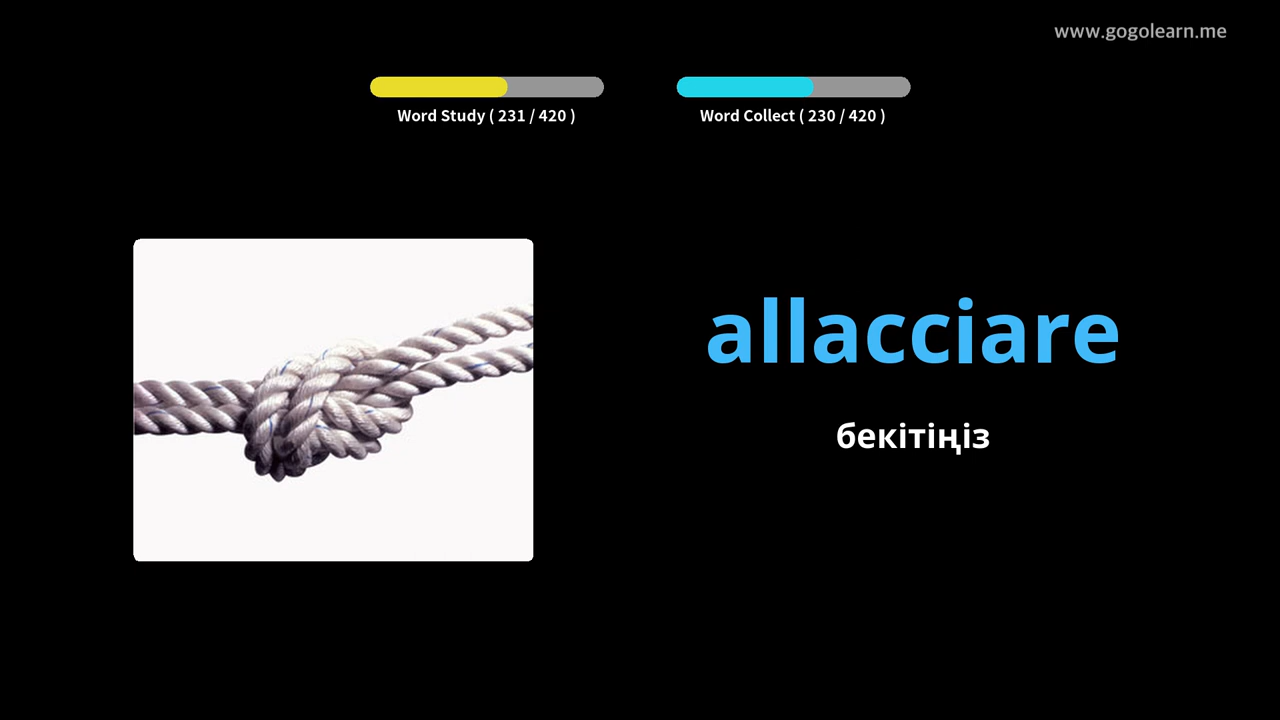 www.gogolearn.me
Word Study ( 231 / 420 )
Word Collect ( 230 / 420 )
allacciare
бекітіңіз